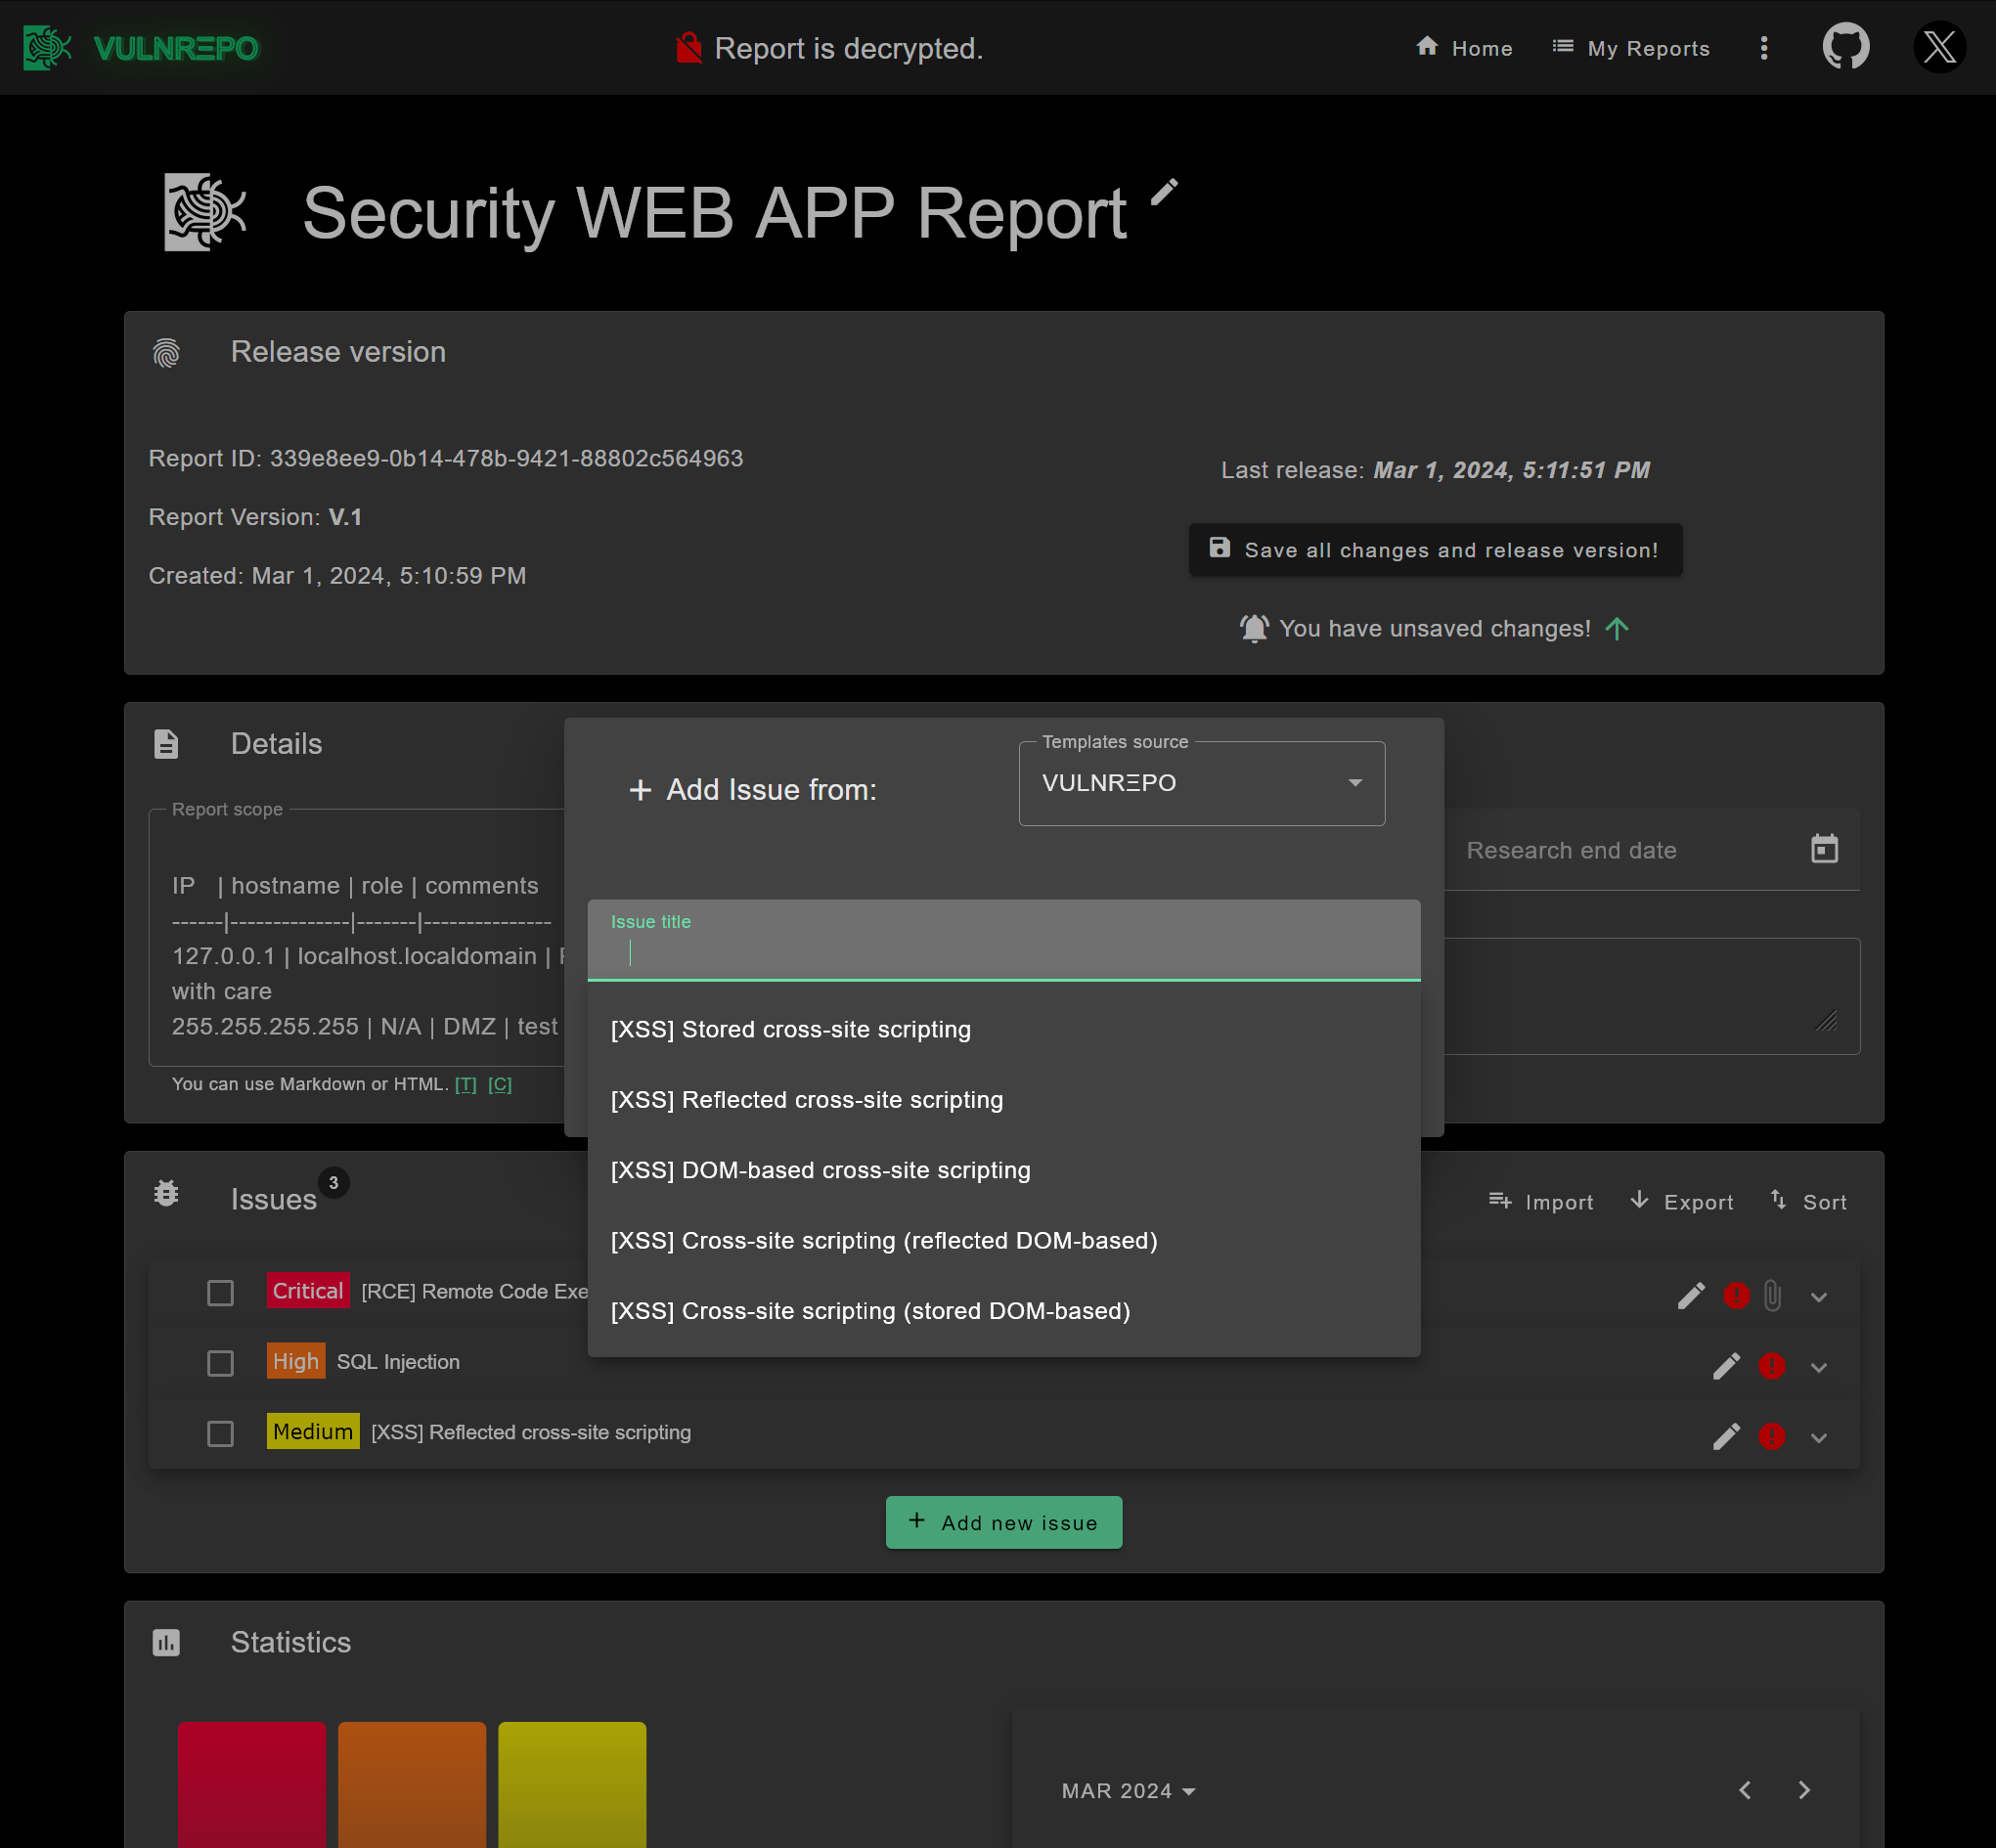 VULNRΞPO
Report is decrypted.
Home
My Reports
Security WEB APP Report
Release version
Report ID: 339e8ee9-0b14-478b-9421-88802c564963
Report Version: V.1
Created: Mar 1, 2024, 5:10:59 PM
Last release: Mar 1, 2024, 5:11:51 PM
Save all changes and release version!
You have unsaved changes!
Details
Report scope
IP | hostname | role | comments
------|--------------|-------|---------------
127.0.0.1 | localhost.localdomain |
with care
255.255.255.255 | N/A | DMZ | test
You can use Markdown or HTML. [T] [C]
Research end date
+ Add Issue from:
Templates source
VULNRΞPO
Issue title
[XSS] Stored cross-site scripting
[XSS] Reflected cross-site scripting
[XSS] DOM-based cross-site scripting
[XSS] Cross-site scripting (reflected DOM-based)
[XSS] Cross-site scripting (stored DOM-based)
Issues 3
Import
Export
Sort
Critical [RCE] Remote Code Exe
High SQL Injection
Medium [XSS] Reflected cross-site scripting
+ Add new issue
Statistics
MAR 2024